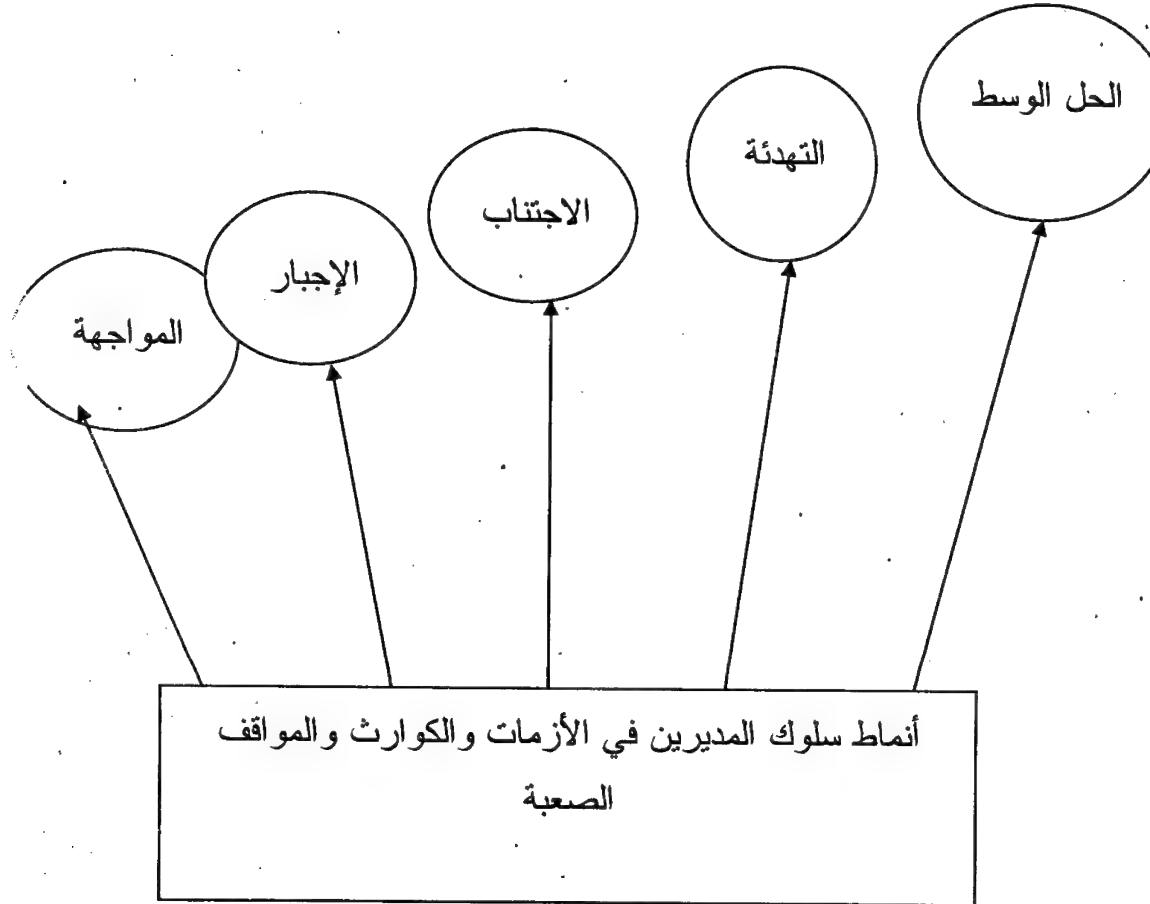 الحل الوسط
التهدئة
الاجتناب
الإجبار
المواجهة
أنماط سلوك المديرين في الأزمات والكوارث والمواقف
الصعبة